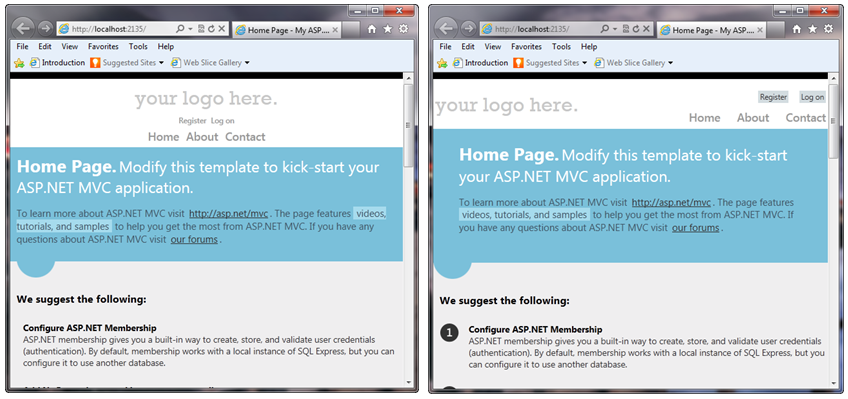 http://localhost:2135/
Home Page - My ASP....
File Edit View Favorites Tools Help
Introduction Suggested Sites Web Slice Gallery
your logo here.
Register Log on
Home About Contact
Home Page. Modify this template to kick-start your
ASP.NET MVC application.
To learn more about ASP.NET MVC visit http://asp.net/mvc . The page features videos,
tutorials, and samples to help you get the most from ASP.NET MVC. If you have any
questions about ASP.NET MVC visit our forums .
We suggest the following:
Configure ASP.NET Membership
ASP.NET membership gives you a built-in way to create, store, and validate user credentials
(authentication). By default, membership works with a local instance of SQL Express, but you can
configure it to use another database.
http://localhost:2135/
Home Page - My ASP....
File Edit View Favorites Tools Help
Introduction Suggested Sites Web Slice Gallery
Register Log on
your logo here.
Home About Contact
Home Page. Modify this template to kick-start
your ASP.NET MVC application.
To learn more about ASP.NET MVC visit http://asp.net/mvc . The page features
videos, tutorials, and samples to help you get the most from ASP.NET MVC. If
you have any questions about ASP.NET MVC visit our forums .
We suggest the following:
1 Configure ASP.NET Membership
ASP.NET membership gives you a built-in way to create, store, and validate user credentials
(authentication). By default, membership works with a local instance of SQL Express, but you
can configure it to use another database.